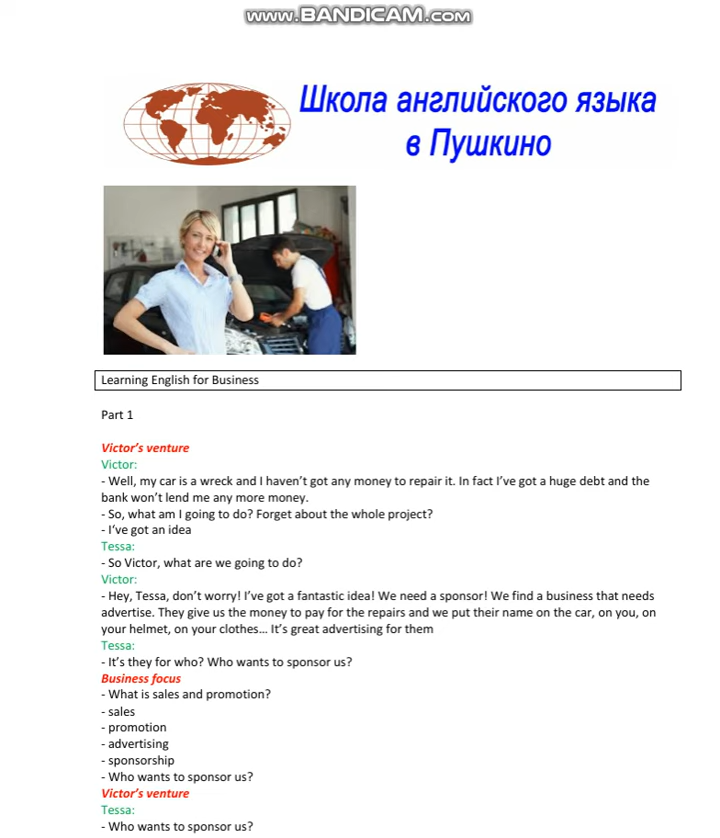 www.BANDICAM.com
Школа английского языка
в Пушкино
Learning English for Business
Part 1
Victor’s venture
Victor:
- Well, my car is a wreck and I haven’t got any money to repair it. In fact I’ve got a huge debt and the
bank won’t lend me any more money.
- So, what am I going to do? Forget about the whole project?
- I‘ve got an idea
Tessa:
- So Victor, what are we going to do?
Victor:
- Hey, Tessa, don’t worry! I’ve got a fantastic idea! We need a sponsor! We find a business that needs
advertise. They give us the money to pay for the repairs and we put their name on the car, on you, on
your helmet, on your clothes… It’s great advertising for them
Tessa:
- It’s they for who? Who wants to sponsor us?
Business focus
- What is sales and promotion?
- sales
- promotion
- advertising
- sponsorship
- Who wants to sponsor us?
Victor’s venture
Tessa:
- Who wants to sponsor us?